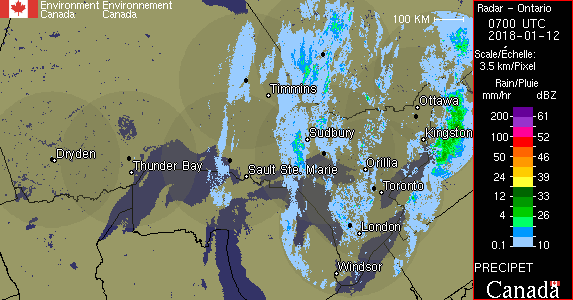 Environment Environnement
Canada Canada
100 KM
Timmins
Ottawa
Sudbury
Kingston
Dryden
Thunder Bay
Sault Ste. Marie
Orillia
Toronto
London
Windsor
Radar - Ontario
0700 UTC
2018-01-12
Scale/Échelle:
3.5 km/Pixel
Rain/Pluie
mm/hr dBZ
200 61
100 52
50 46
24 39
12 34
4 26
0.1 10
PRECIPET
Canada